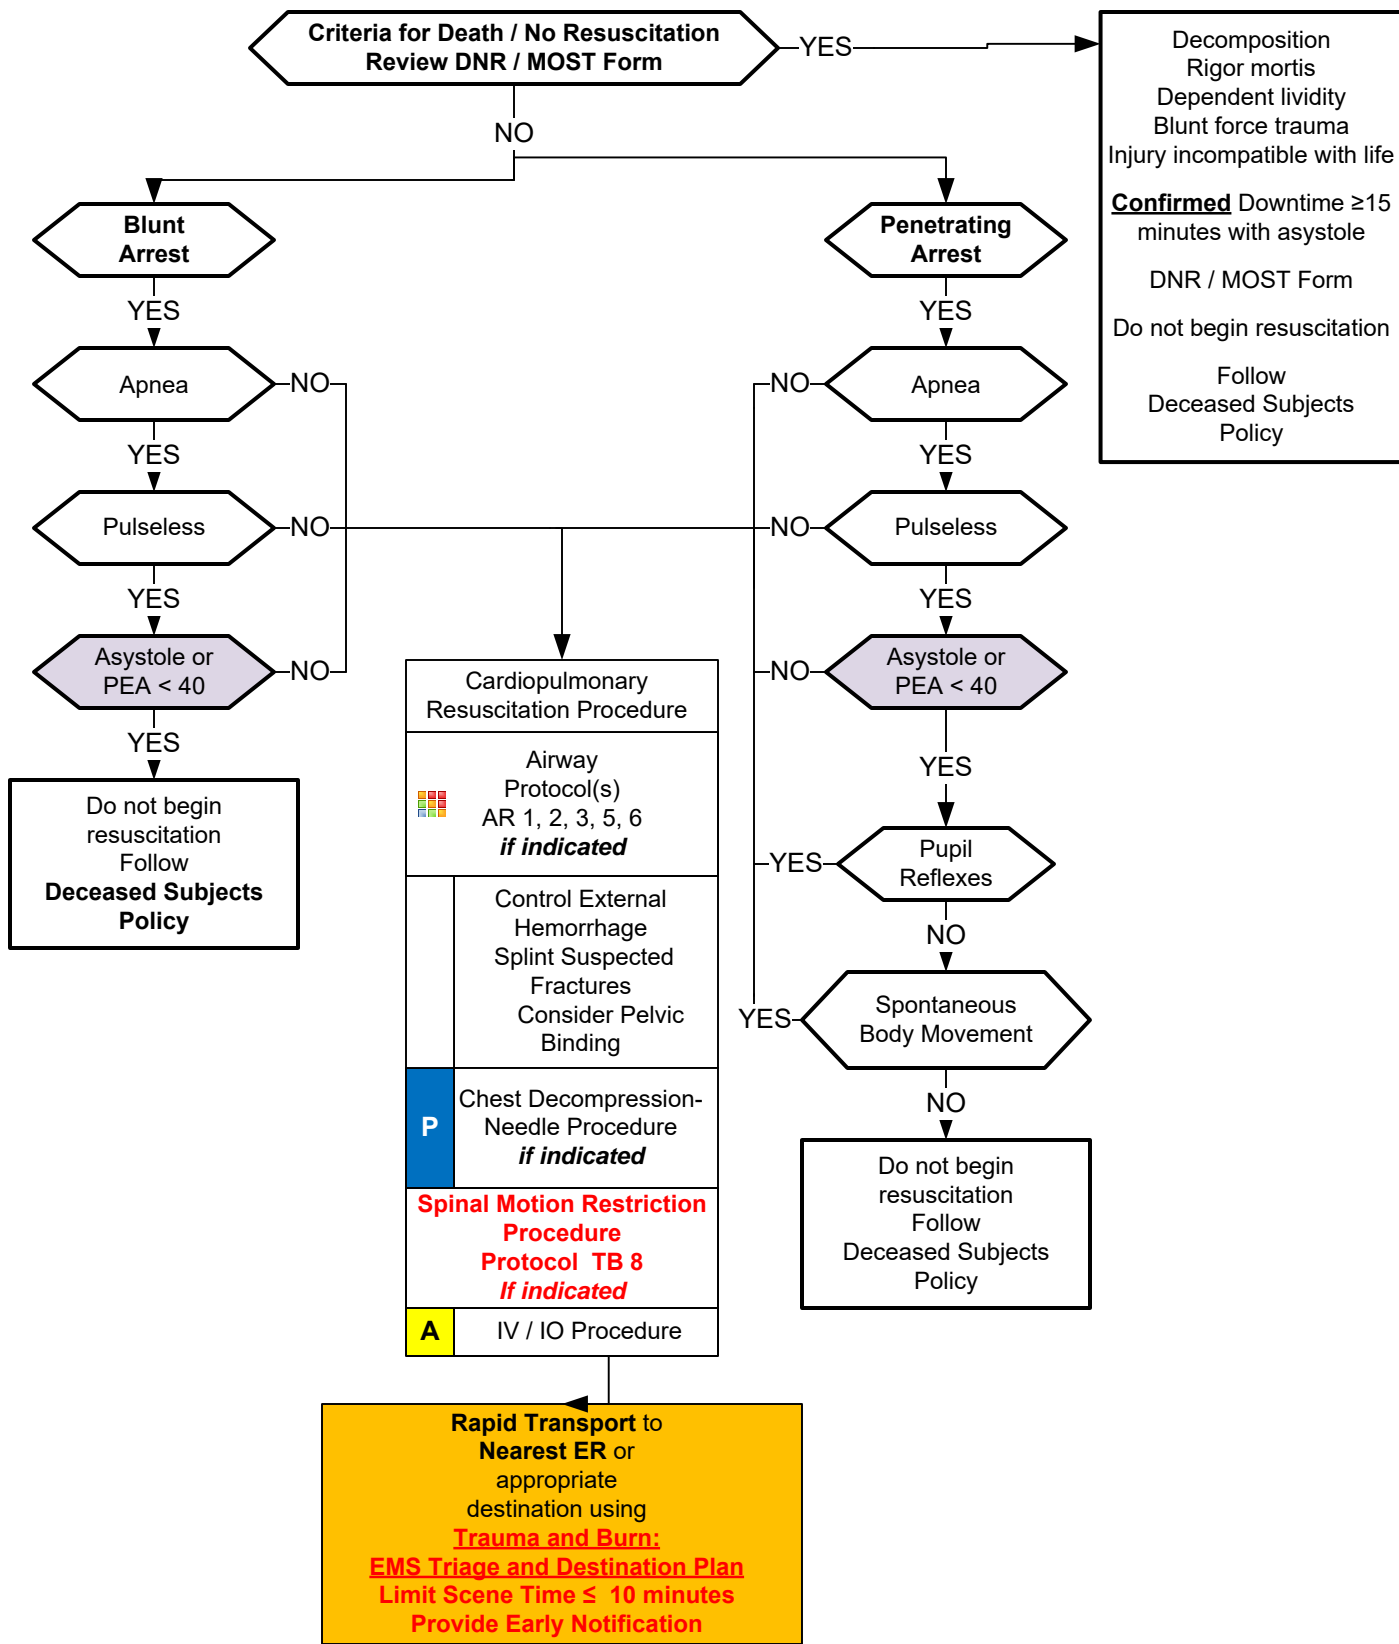 Criteria for Death / No Resuscitation
Review DNR / MOST Form
YES
Decomposition
Rigor mortis
Dependent lividity
Blunt force trauma
Injury incompatible with life
Confirmed Downtime ≥15
minutes with asystole
DNR / MOST Form
Do not begin resuscitation
Follow
Deceased Subjects
Policy
NO
Blunt
Arrest
YES
Apnea
NO
YES
Pulseless
NO
YES
Asystole or
PEA < 40
NO
YES
Do not begin
resuscitation
Follow
Deceased Subjects
Policy
Penetrating
Arrest
YES
NO
Apnea
YES
NO
Pulseless
YES
NO
Asystole or
PEA < 40
YES
YES
Pupil
Reflexes
NO
YES
Spontaneous
Body Movement
NO
Do not begin
resuscitation
Follow
Deceased Subjects
Policy
Cardiopulmonary
Resuscitation Procedure
Airway
Protocol(s)
AR 1, 2, 3, 5, 6
if indicated
Control External
Hemorrhage
Splint Suspected
Fractures
Consider Pelvic
Binding
P
Chest Decompression-
Needle Procedure
if indicated
Spinal Motion Restriction
Procedure
Protocol TB 8
If indicated
A
IV / IO Procedure
Rapid Transport to
Nearest ER or
appropriate
destination using
Trauma and Burn:
EMS Triage and Destination Plan
Limit Scene Time ≤ 10 minutes
Provide Early Notification